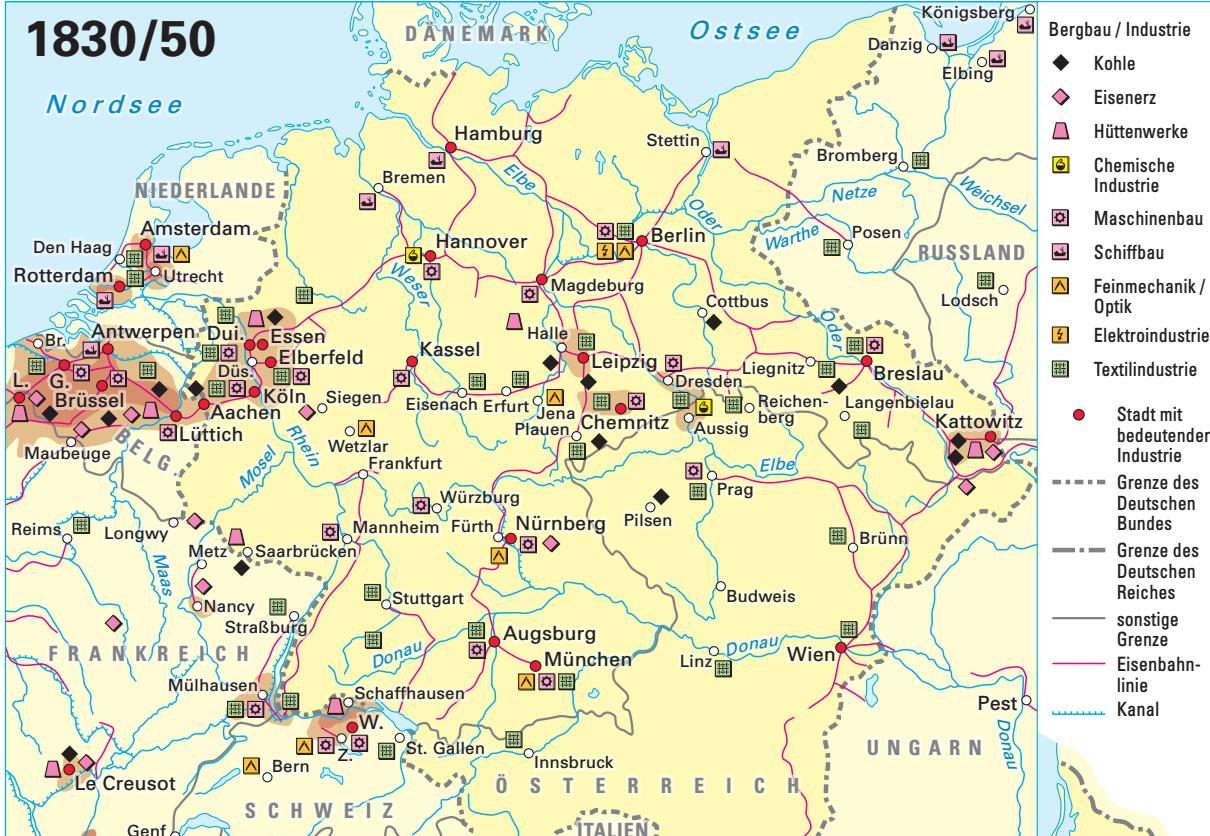 1830/50
Nordsee
Ostsee
DÄNEMARK
Königsberg
Danzig
Elbing
Hamburg
Stettin
Bremen
Elbe
Oder
Bromberg
Netze
Weichsel
NIEDERLANDE
Amsterdam
Den Haag
Rotterdam
Utrecht
Hannover
Weser
Berlin
Warthe
Posen
RUSSLAND
Lodsch
Magdeburg
Cottbus
Oder
Antwerpen
Br.
Dui.
Essen
Düs.
Elberfeld
Kassel
Halle
Leipzig
Liegnitz
Breslau
L.
G.
Brüssel
Köln
Aachen
Lüttich
Siegen
Eisenach
Erfurt
Jena
Dresden
Reichen-
berg
Langenbielau
Kattowitz
Plauen
Chemnitz
Aussig
Maubeuge
BELG.
Wetzlar
Rhein
Mosel
Frankfurt
Elbe
Prag
Pilsen
Würzburg
Reims
Longwy
Mannheim
Fürth
Nürnberg
Brünn
Metz
Saarbrücken
Maas
Nancy
Straßburg
Stuttgart
Budweis
FRANKREICH
Donau
Augsburg
München
Linz
Donau
Wien
Mülhausen
Schaffhausen
W.
Z.
St. Gallen
Pest
Donau
UNGARN
Innsbruck
Bern
Le Creusot
SCHWEIZ
ÖSTERREICH
Genf
ITALIEN
Bergbau / Industrie
Kohle
Eisenerz
Hüttenwerke
Chemische
Industrie
Maschinenbau
Schiffbau
Feinmechanik /
Optik
Elektroindustrie
Textilindustrie
Stadt mit
bedeutender
Industrie
Grenze des
Deutschen
Bundes
Grenze des
Deutschen
Reiches
sonstige
Grenze
Eisenbahn-
linie
Kanal